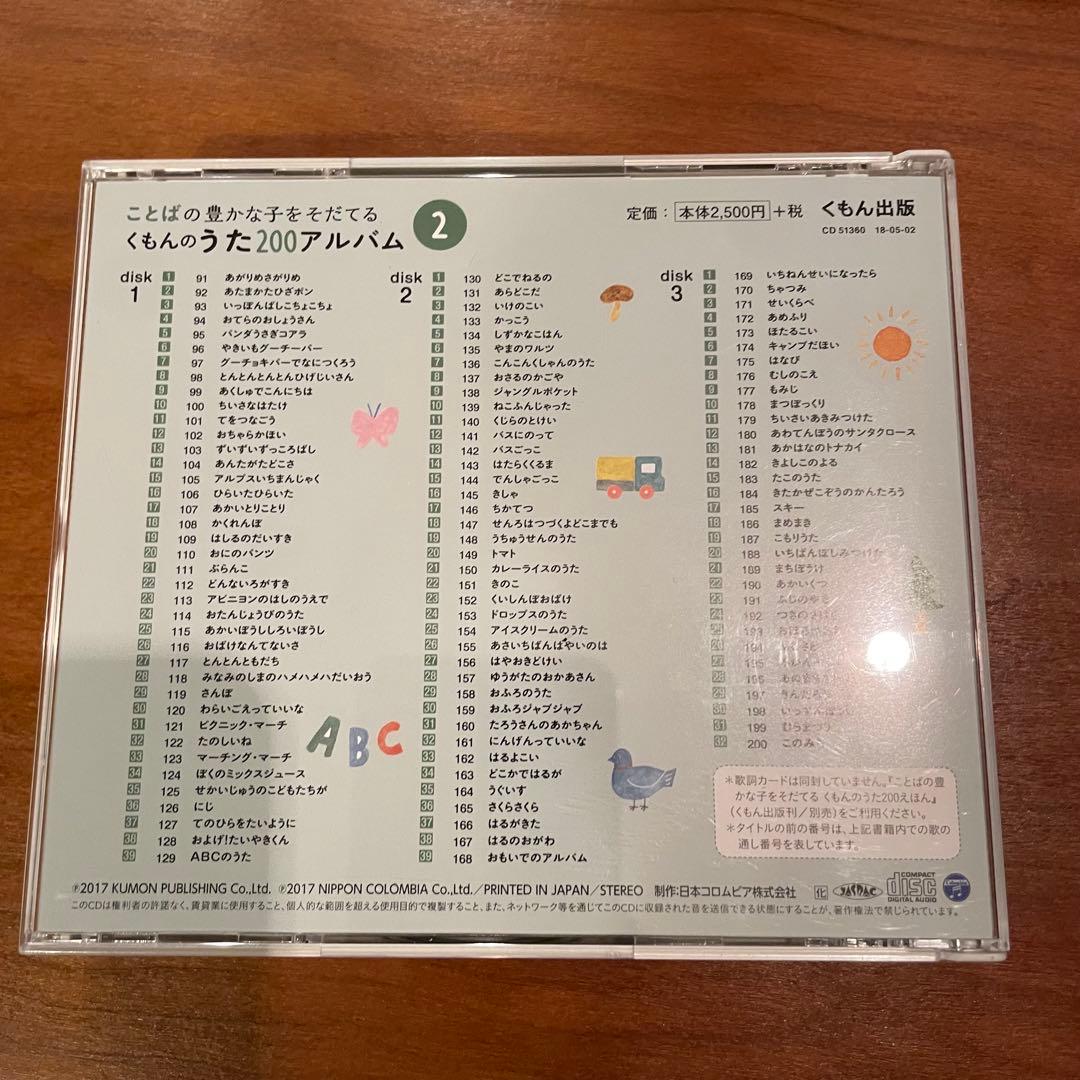 ことばの豊かな子をそだてる
くもんのうた200アルバム
2
定価：本体2,500円+税 くもん出版
CD 51360 18-05-02
disk
1
1 91 あがりめさがりめ
2 92 あたまかたひざポン
3 93 いっぽんばしこちょこちょ
4 94 おてらのおしょうさん
5 95 パンダうさぎコアラ
6 96 やきいもグーチーパー
7 97 グーチョキパーでなにつくろう
8 98 とんとんとんとんひげじいさん
9 99 あくしゅでこんにちは
10 100 ちいさなはたけ
11 101 てをつなごう
12 102 おちゃらかほい
13 103 ずいずいずっころばし
14 104 あんたがたどこさ
15 105 アルプスいちまんじゃく
16 106 ひらいたひらいた
17 107 あかいとりことり
18 108 かくれんぼ
19 109 はしるのだいすき
20 110 おにのパンツ
21 111 ぶらんこ
22 112 どんないろがすき
23 113 アビニヨンのはしのうえで
24 114 おたんじょうびのうた
25 115 あかいぼうししろいぼうし
26 116 おばけなんてないさ
27 117 とんとんともだち
28 118 みなみのしまのハメハメハだいおう
29 119 さんぽ
30 120 わらいごえっていいな
31 121 ピクニック・マーチ
32 122 たのしいね
33 123 マーチング・マーチ
34 124 ぼくのミックスジュース
35 125 せかいじゅうのこどもたちが
36 126 にじ
37 127 てのひらをたいように
38 128 およげ!たいやきくん
39 129 ABCのうた
disk
2
1 130 どこでねるの
2 131 あらどこだ
3 132 いけのこい
4 133 かっこう
5 134 しずかなこはん
6 135 やまのワルツ
7 136 こんこんくしゃんのうた
8 137 おさるのかごや
9 138 ジャングルポケット
10 139 ねこふんじゃった
11 140 くじらのとけい
12 141 バスにのって
13 142 バスごっこ
14 143 はたらくくるま
15 144 でんしゃごっこ
16 145 きしゃ
17 146 ちかてつ
18 147 せんろはつづくよどこまでも
19 148 うちゅうせんのうた
20 149 トマト
21 150 カレーライスのうた
22 151 きのこ
23 152 くいしんぼおばけ
24 153 ドロップスのうた
25 154 アイスクリームのうた
26 155 あさいちばんはやいのは
27 156 はやおきどけい
28 157 ゆうがたのおかあさん
29 158 おふろのうた
30 159 おふろジャブジャブ
31 160 たろうさんのあかちゃん
32 161 にんげんっていいな
33 162 はるよこい
34 163 どこかではるが
35 164 うぐいす
36 165 さくらさくら
37 166 はるがきた
38 167 はるのおがわ
39 168 おもいでのアルバム
disk
3
1 169 いちねんせいになったら
2 170 ちゃつみ
3 171 せいくらべ
4 172 あめふり
5 173 ほたるこい
6 174 キャンプだほい
7 175 はなび
8 176 むしのこえ
9 177 もみじ
10 178 まつぼっくり
11 179 ちいさいあきみつけた
12 180 あわてんぼうのサンタクロース
13 181 あかはなのトナカイ
14 182 きよしこのよる
15 183 たこのうた
16 184 きたかぜこぞうのかんたろう
17 185 スキー
18 186 まめまき
19 187 こもりうた
20 188 いちばんぼしみつけた
21 189 まちぼうけ
22 190 あかいくつ
23 191 ふじのやま
24 192
25 193
26 194
27 195
28 196
29 197
30 198
31 199
32 200 このみち
ABC
＊歌詞カードは同封していません。『ことばの豊
かな子をそだてる くもんのうた200えほん』
（くもん出版刊／別売）をご利用ください。
＊タイトルの前の番号は、上記書籍内での歌の
通し番号を表しています。
Ⓟ2017 KUMON PUBLISHING Co.,Ltd. Ⓟ2017 NIPPON COLOMBIA Co.,Ltd.／PRINTED IN JAPAN／STEREO 制作：日本コロムビア株式会社 JASRAC COMPACT disc DIGITAL AUDIO
このCDは権利者の許諾なく、賃貸業に使用すること、個人的な範囲を超える使用目的で複製すること、また、ネットワーク等を通じてこのCDに収録された音を送信できる状態にすることが、著作権法で禁じられています。